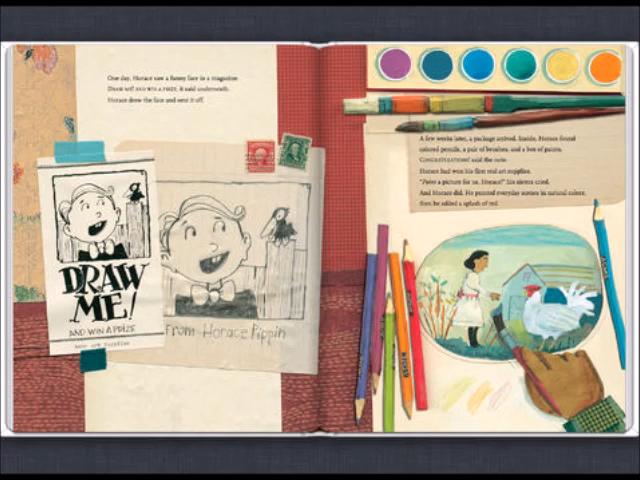 One day, Horace saw a funny face in a magazine.
DRAW ME! AND WIN A PRIZE, it said underneath.
Horace drew the face and sent it off.
DRAW
ME!
AND WIN A PRIZE
New art Supplies
From Horace Pippin
A few weeks later, a package arrived. Inside, Horace found
colored pencils, a pair of brushes, and a box of paints.
CONGRATULATIONS! said the note.
Horace had won his first real art supplies.
"Paint a picture for us, Horace!" his sisters cried.
And Horace did. He painted everyday scenes in natural colors,
then he added a splash of red.